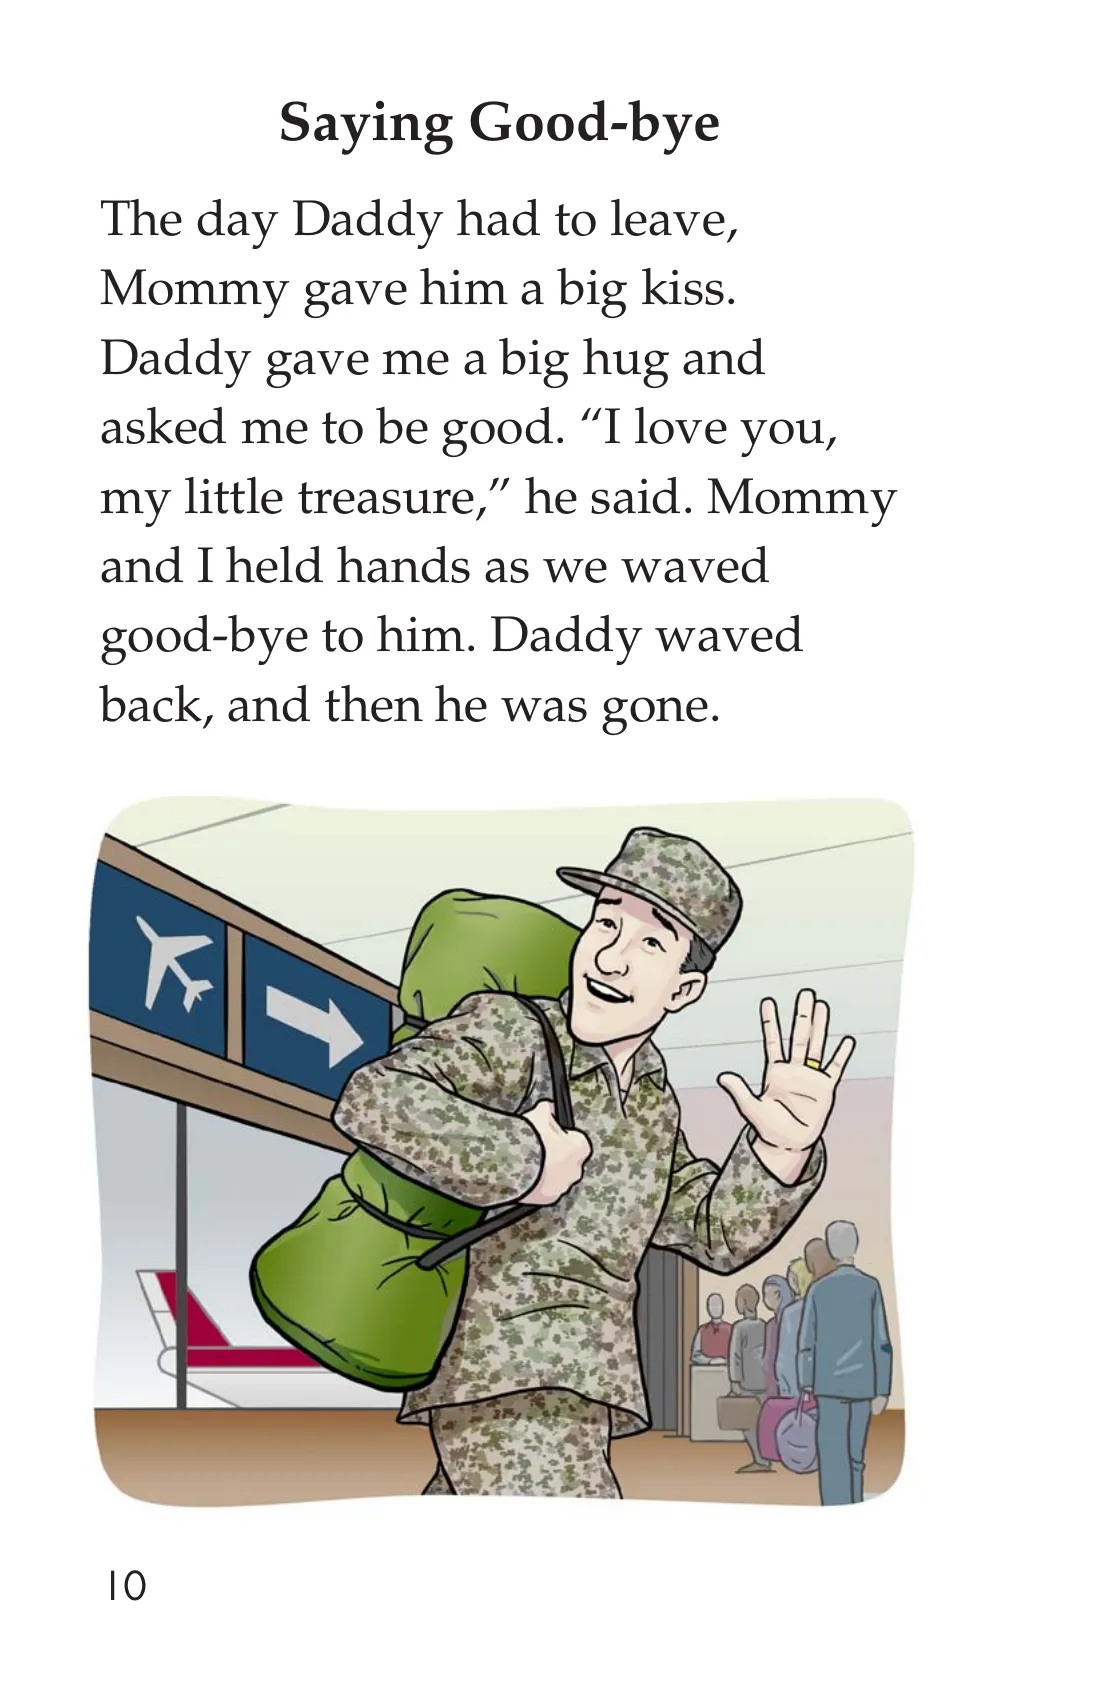 Saying Good-bye
The day Daddy had to leave,
Mommy gave him a big kiss.
Daddy gave me a big hug and
asked me to be good. “I love you,
my little treasure,” he said. Mommy
and I held hands as we waved
good-bye to him. Daddy waved
back, and then he was gone.
10